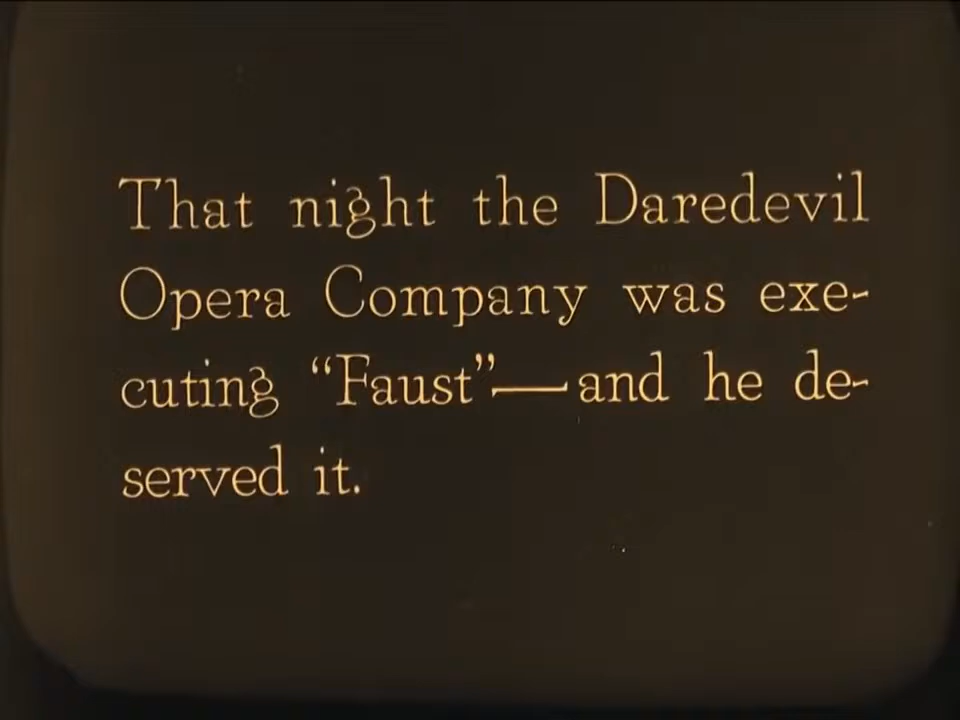 That night the Daredevil
Opera Company was exe-
cuting “Faust”—and he de-
served it.